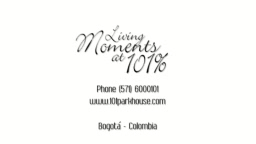 Living
Moments
at 101%
Phone (571) 6000101
www.101parkhouse.com
Bogotá - Colombia